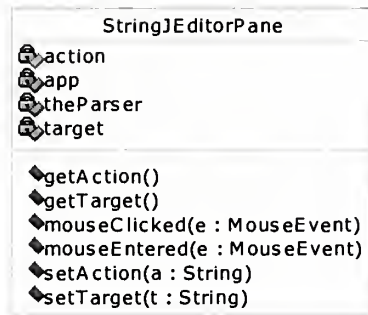 StringJEditorPane
action
app
theParser
target
getAction()
getTarget()
mouseClicked(e : MouseEvent)
mouseEntered(e : MouseEvent)
setAction(a : String)
setTarget(t : String)